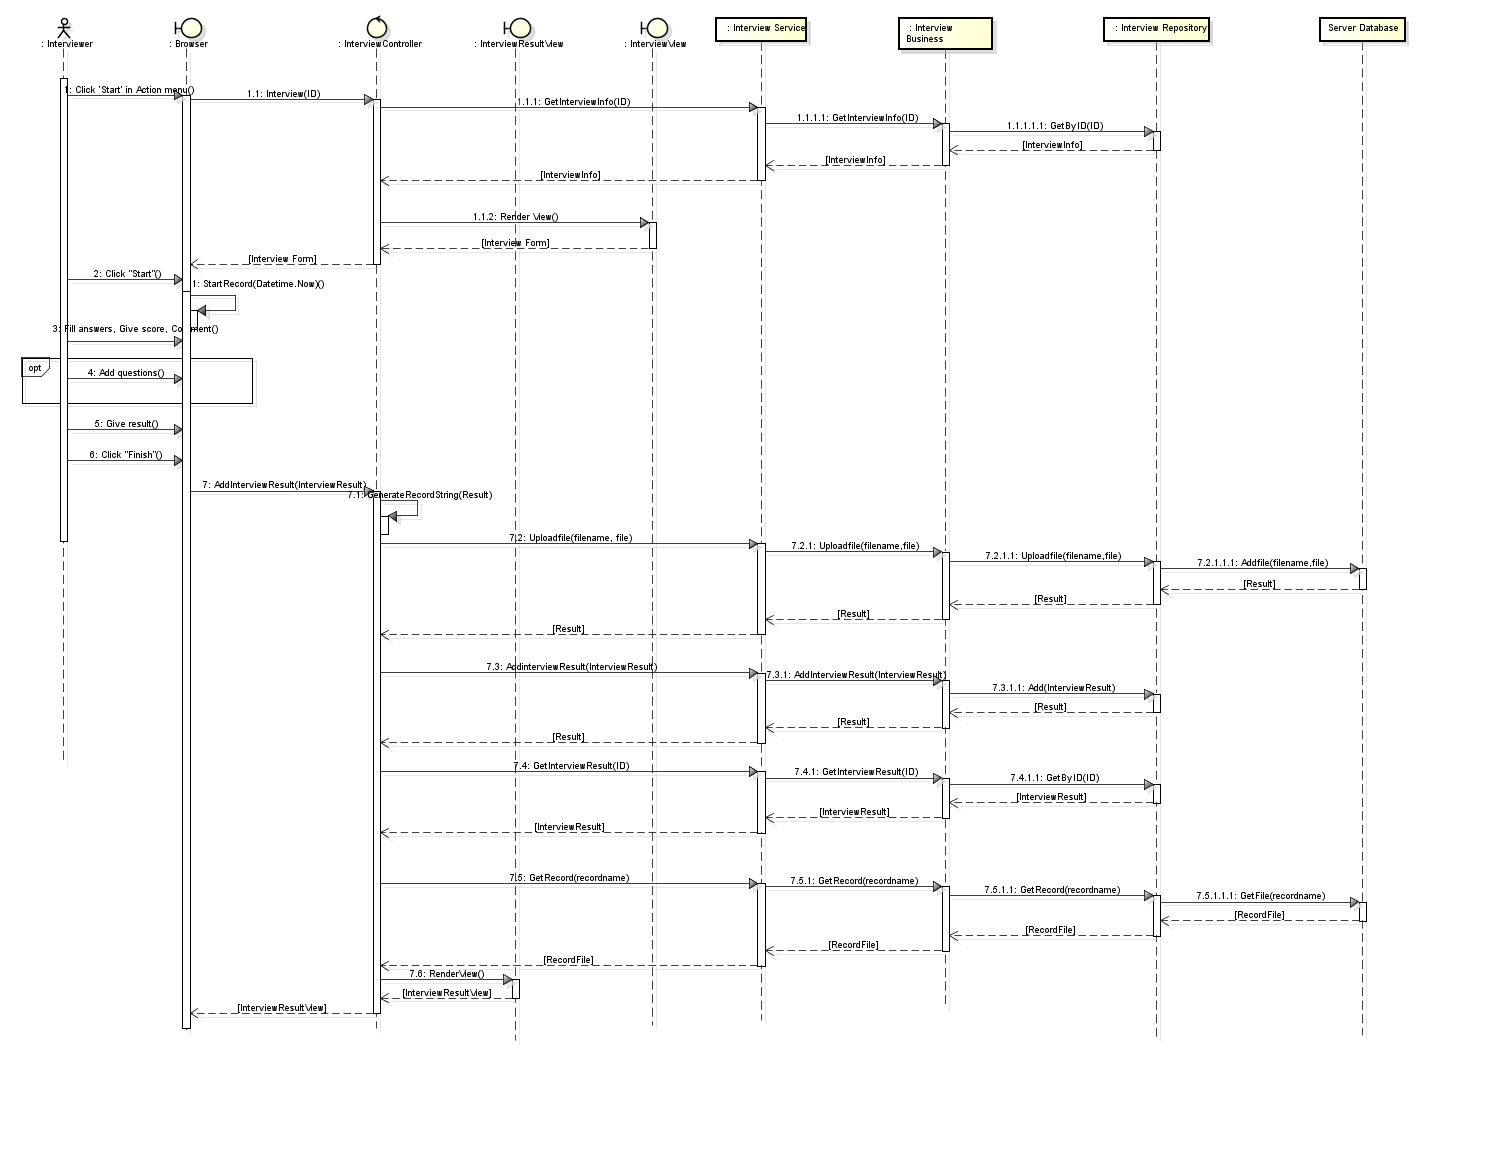 : Interviewer
: Browser
: InterviewController
: InterviewResultView
: InterviewView
: Interview Service
: Interview
Business
: Interview Repository
Server Database
1: Click 'Start' in Action menu()
1.1: Interview(ID)
1.1.1: GetInterviewInfo(ID)
1.1.1.1: GetInterviewInfo(ID)
1.1.1.1.1: GetByID(ID)
[InterviewInfo]
[InterviewInfo]
[InterviewInfo]
1.1.2: Render View()
[Interview Form]
[Interview Form]
2: Click "Start"()
1: StartRecord(Datetime.Now)()
3: Fill answers, Give score, Comment()
opt
4: Add questions()
5: Give result()
6: Click "Finish"()
7: AddInterviewResult(InterviewResult)
7.1: GenerateRecordString(Result)
7.2: Uploadfile(filename, file)
7.2.1: Uploadfile(filename,file)
7.2.1.1: Uploadfile(filename,file)
7.2.1.1.1: Addfile(filename,file)
[Result]
[Result]
[Result]
[Result]
7.3: AddinterviewResult(InterviewResult)
7.3.1: AddInterviewResult(InterviewResult)
7.3.1.1: Add(InterviewResult)
[Result]
[Result]
[Result]
7.4: GetInterviewResult(ID)
7.4.1: GetInterviewResult(ID)
7.4.1.1: GetByID(ID)
[InterviewResult]
[InterviewResult]
[InterviewResult]
7.5: GetRecord(recordname)
7.5.1: GetRecord(recordname)
7.5.1.1: GetRecord(recordname)
7.5.1.1.1: GetFile(recordname)
[RecordFile]
[RecordFile]
[RecordFile]
[RecordFile]
7.6: RenderView()
[InterviewResultView]
[InterviewResultView]